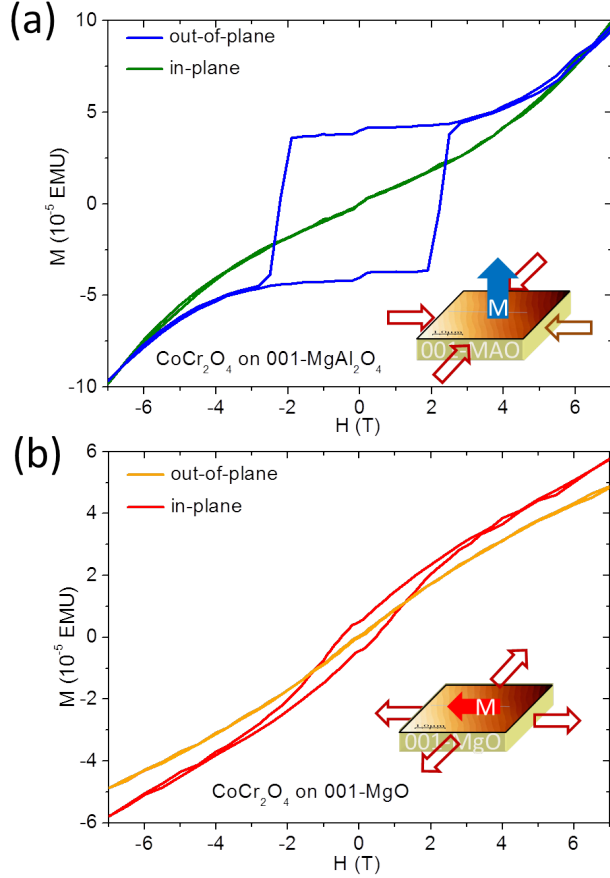 (a)
out-of-plane
in-plane
10
5
0
-5
-10
M (10⁻⁵ EMU)
M
1.0µm
001-MAO
CoCr₂O₄ on 001-MgAl₂O₄
-6 -4 -2 0 2 4 6
H (T)
(b)
out-of-plane
in-plane
6
4
2
0
-2
-4
-6
M (10⁻⁵ EMU)
M
001-MgO
CoCr₂O₄ on 001-MgO
-6 -4 -2 0 2 4 6
H (T)